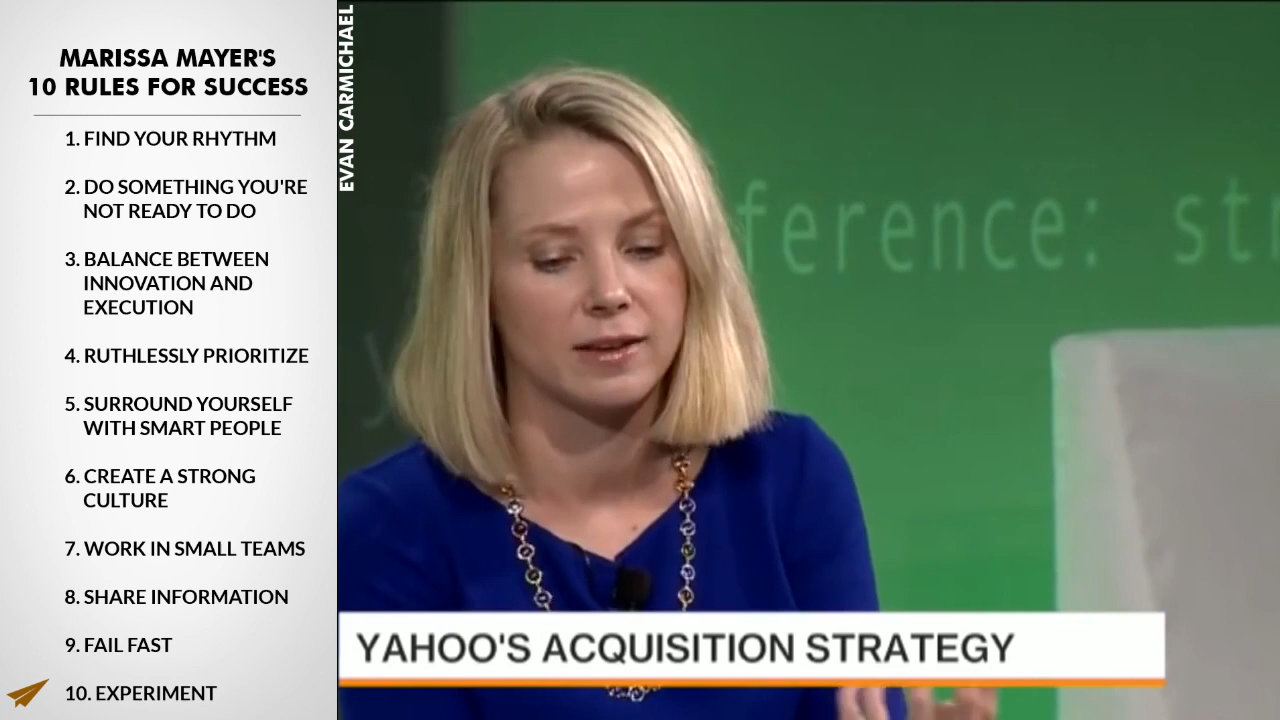 MARISSA MAYER'S
10 RULES FOR SUCCESS
1. FIND YOUR RHYTHM
2. DO SOMETHING YOU'RE
NOT READY TO DO
3. BALANCE BETWEEN
INNOVATION AND
EXECUTION
4. RUTHLESSLY PRIORITIZE
5. SURROUND YOURSELF
WITH SMART PEOPLE
6. CREATE A STRONG
CULTURE
7. WORK IN SMALL TEAMS
8. SHARE INFORMATION
9. FAIL FAST
10. EXPERIMENT
EVAN CARMICHAEL
ference: str
YAHOO'S ACQUISITION STRATEGY